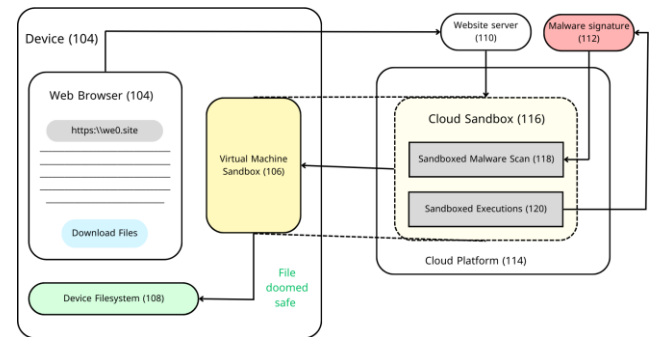 Device (104)
Web Browser (104)
https:\\we0.site
Download Files
Device Filesystem (108)
Virtual Machine
Sandbox (106)
File
doomed
safe
Website server
(110)
Malware signature
(112)
Cloud Sandbox (116)
Sandboxed Malware Scan (118)
Sandboxed Executions (120)
Cloud Platform (114)